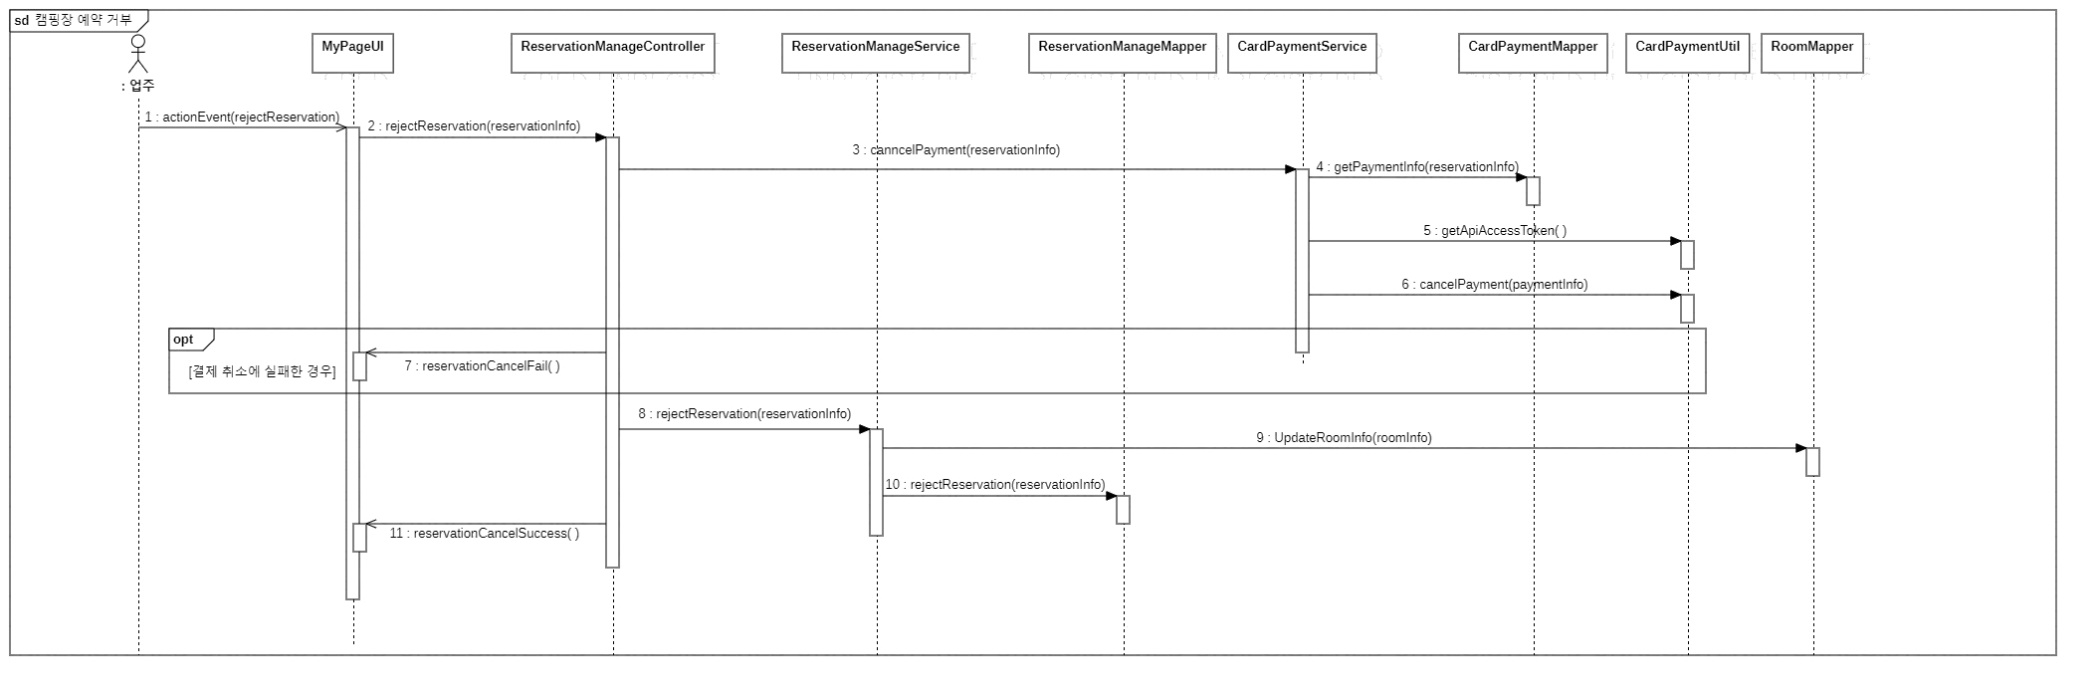 sd 캠핑장 예약 거부
MyPageUI
ReservationManageController
ReservationManageService
ReservationManageMapper
CardPaymentService
CardPaymentMapper
CardPaymentUtil
RoomMapper
: 업주
1 : actionEvent(rejectReservation)
2 : rejectReservation(reservationInfo)
3 : canncelPayment(reservationInfo)
4 : getPaymentInfo(reservationInfo)
5 : getApiAccessToken( )
6 : cancelPayment(paymentInfo)
opt
7 : reservationCancelFail( )
[결제 취소에 실패한 경우]
8 : rejectReservation(reservationInfo)
9 : UpdateRoomInfo(roomInfo)
10 : rejectReservation(reservationInfo)
11 : reservationCancelSuccess( )